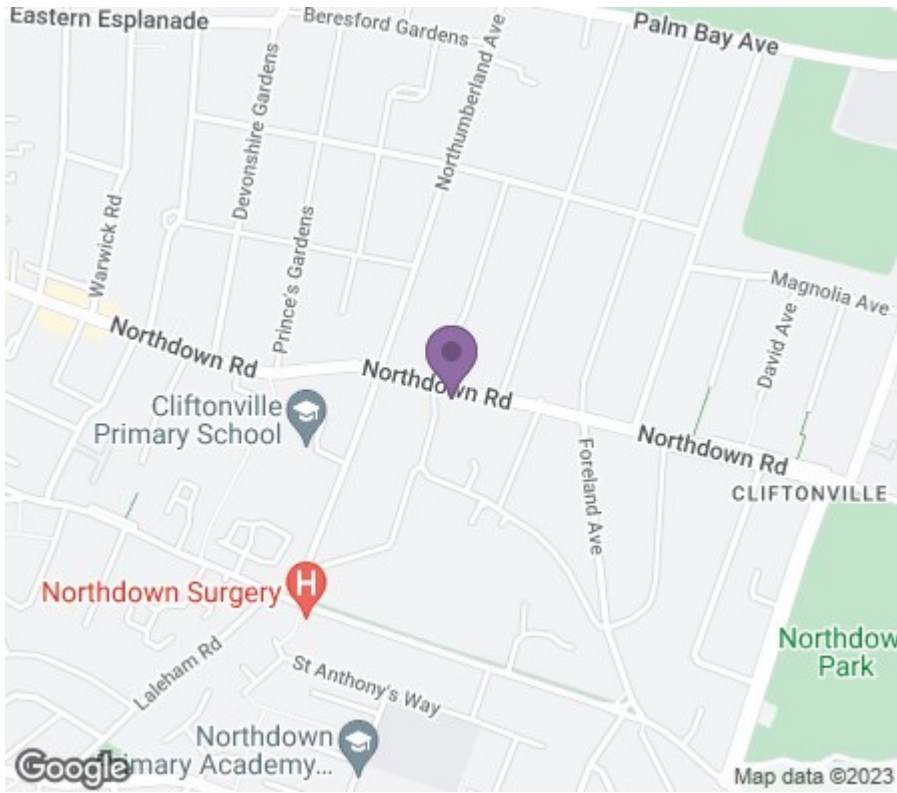 Eastern Esplanade
Beresford Gardens
Palm Bay Ave
Northumberland Ave
Devonshire Gardens
Warwick Rd
Prince's Gardens
Magnolia Ave
David Ave
Northdown Rd
Northdown Rd
Northdown Rd
Cliftonville
Primary School
Foreland Ave
CLIFTONVILLE
H
Northdown Surgery
Northdow
Park
Laleham Rd
St Anthony's Way
Northdown
Primary Academy...
Google
Map data ©2023